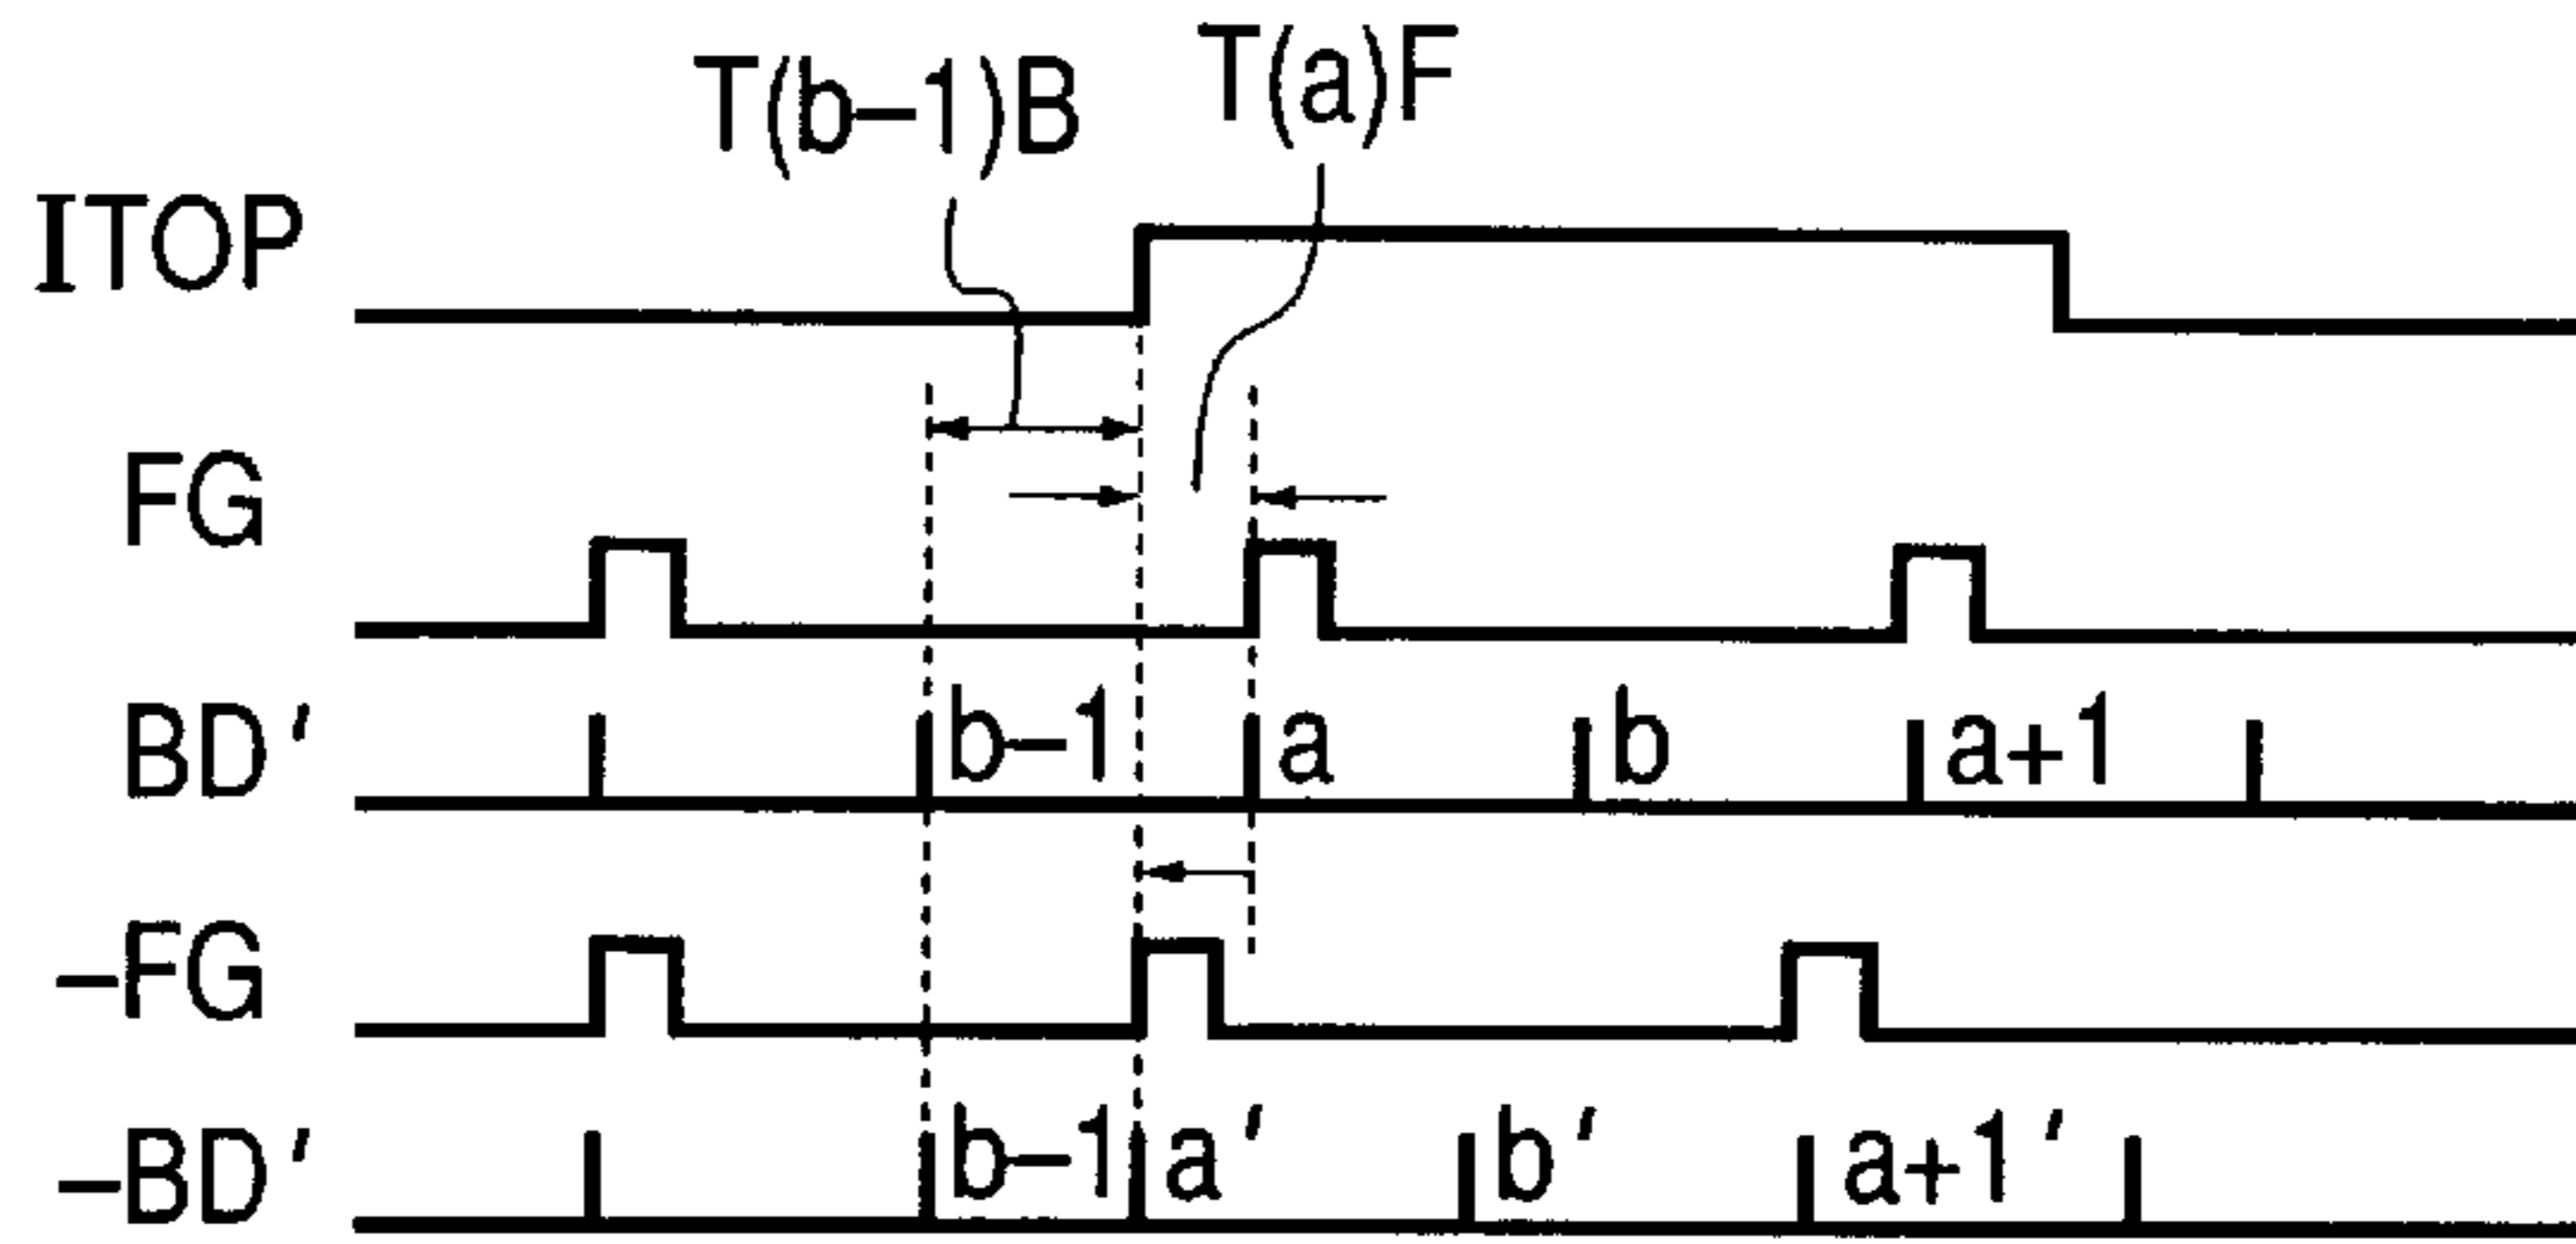 T(b–1)B T(a)F
ITOP
FG
BD' b–1 a b a+1
–FG
–BD' b–1 a' b' a+1'